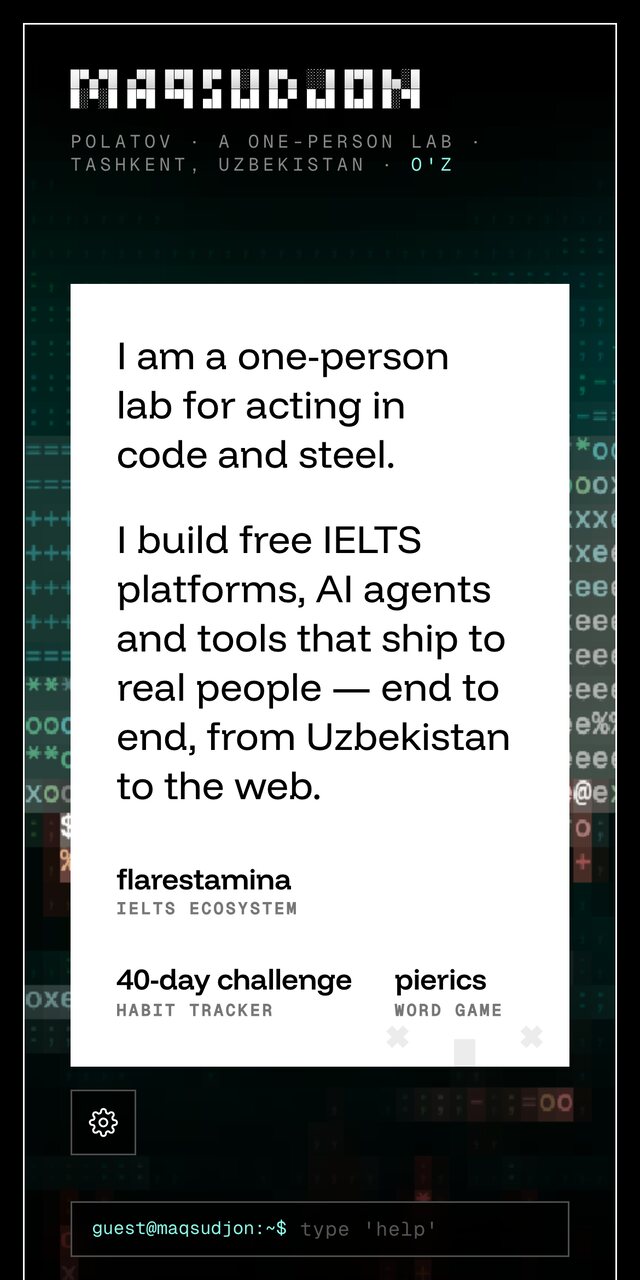 MAQSUDJON
POLATOV · A ONE-PERSON LAB ·
TASHKENT, UZBEKISTAN · O'Z
I am a one-person
lab for acting in
code and steel.
I build free IELTS
platforms, AI agents
and tools that ship to
real people — end to
end, from Uzbekistan
to the web.
flarestamina
IELTS ECOSYSTEM
40-day challenge
HABIT TRACKER
pierics
WORD GAME
guest@maqsudjon:~$ type 'help'